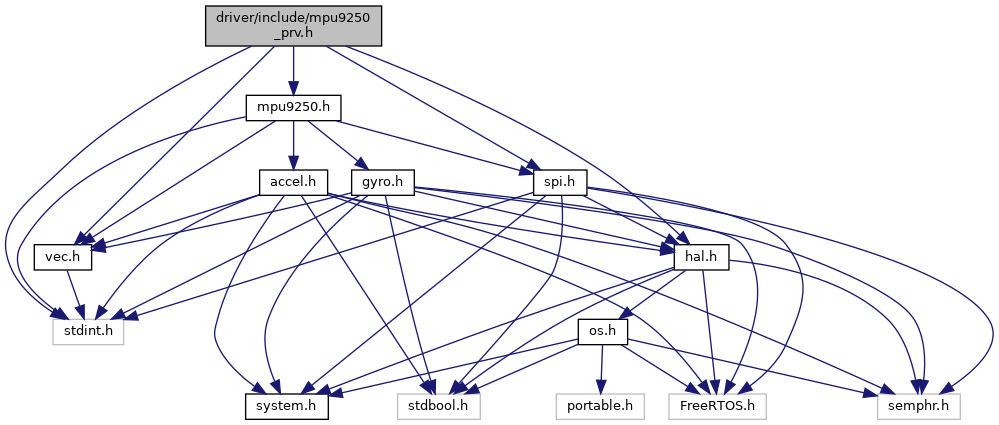 driver/include/mpu9250
_prv.h
mpu9250.h
accel.h
gyro.h
spi.h
vec.h
hal.h
stdint.h
os.h
system.h
stdbool.h
portable.h
FreeRTOS.h
semphr.h